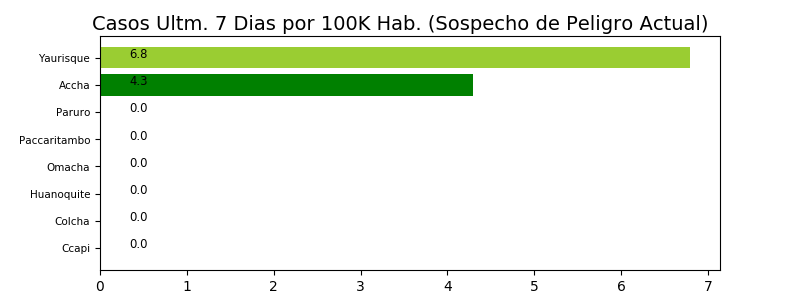 Casos Ultm. 7 Dias por 100K Hab. (Sospecho de Peligro Actual)
Yaurisque 6.8
Accha 4.3
Paruro 0.0
Paccaritambo 0.0
Omacha 0.0
Huanoquite 0.0
Colcha 0.0
Ccapi 0.0
0 1 2 3 4 5 6 7